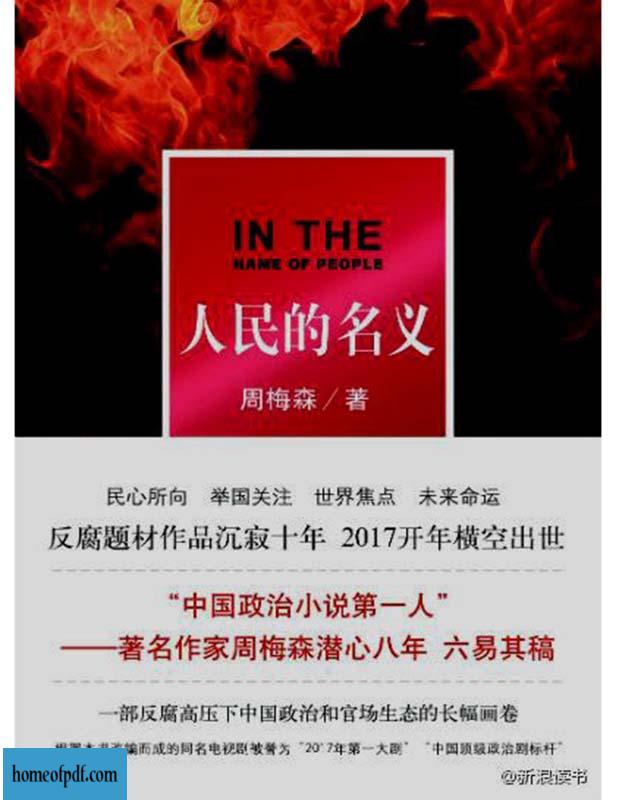 IN THE
NAME OF PEOPLE
人民的名义
周梅森／著
民心所向 举国关注 世界焦点 未来命运
反腐题材作品沉寂十年 2017开年横空出世
“中国政治小说第一人”
——著名作家周梅森潜心八年 六易其稿
一部反腐高压下中国政治和官场生态的长幅画卷
编而成的同名电视剧被誉为“2017年第一大剧” “中国顶级政治剧标杆”
homeofpdf.com
@新浪读书